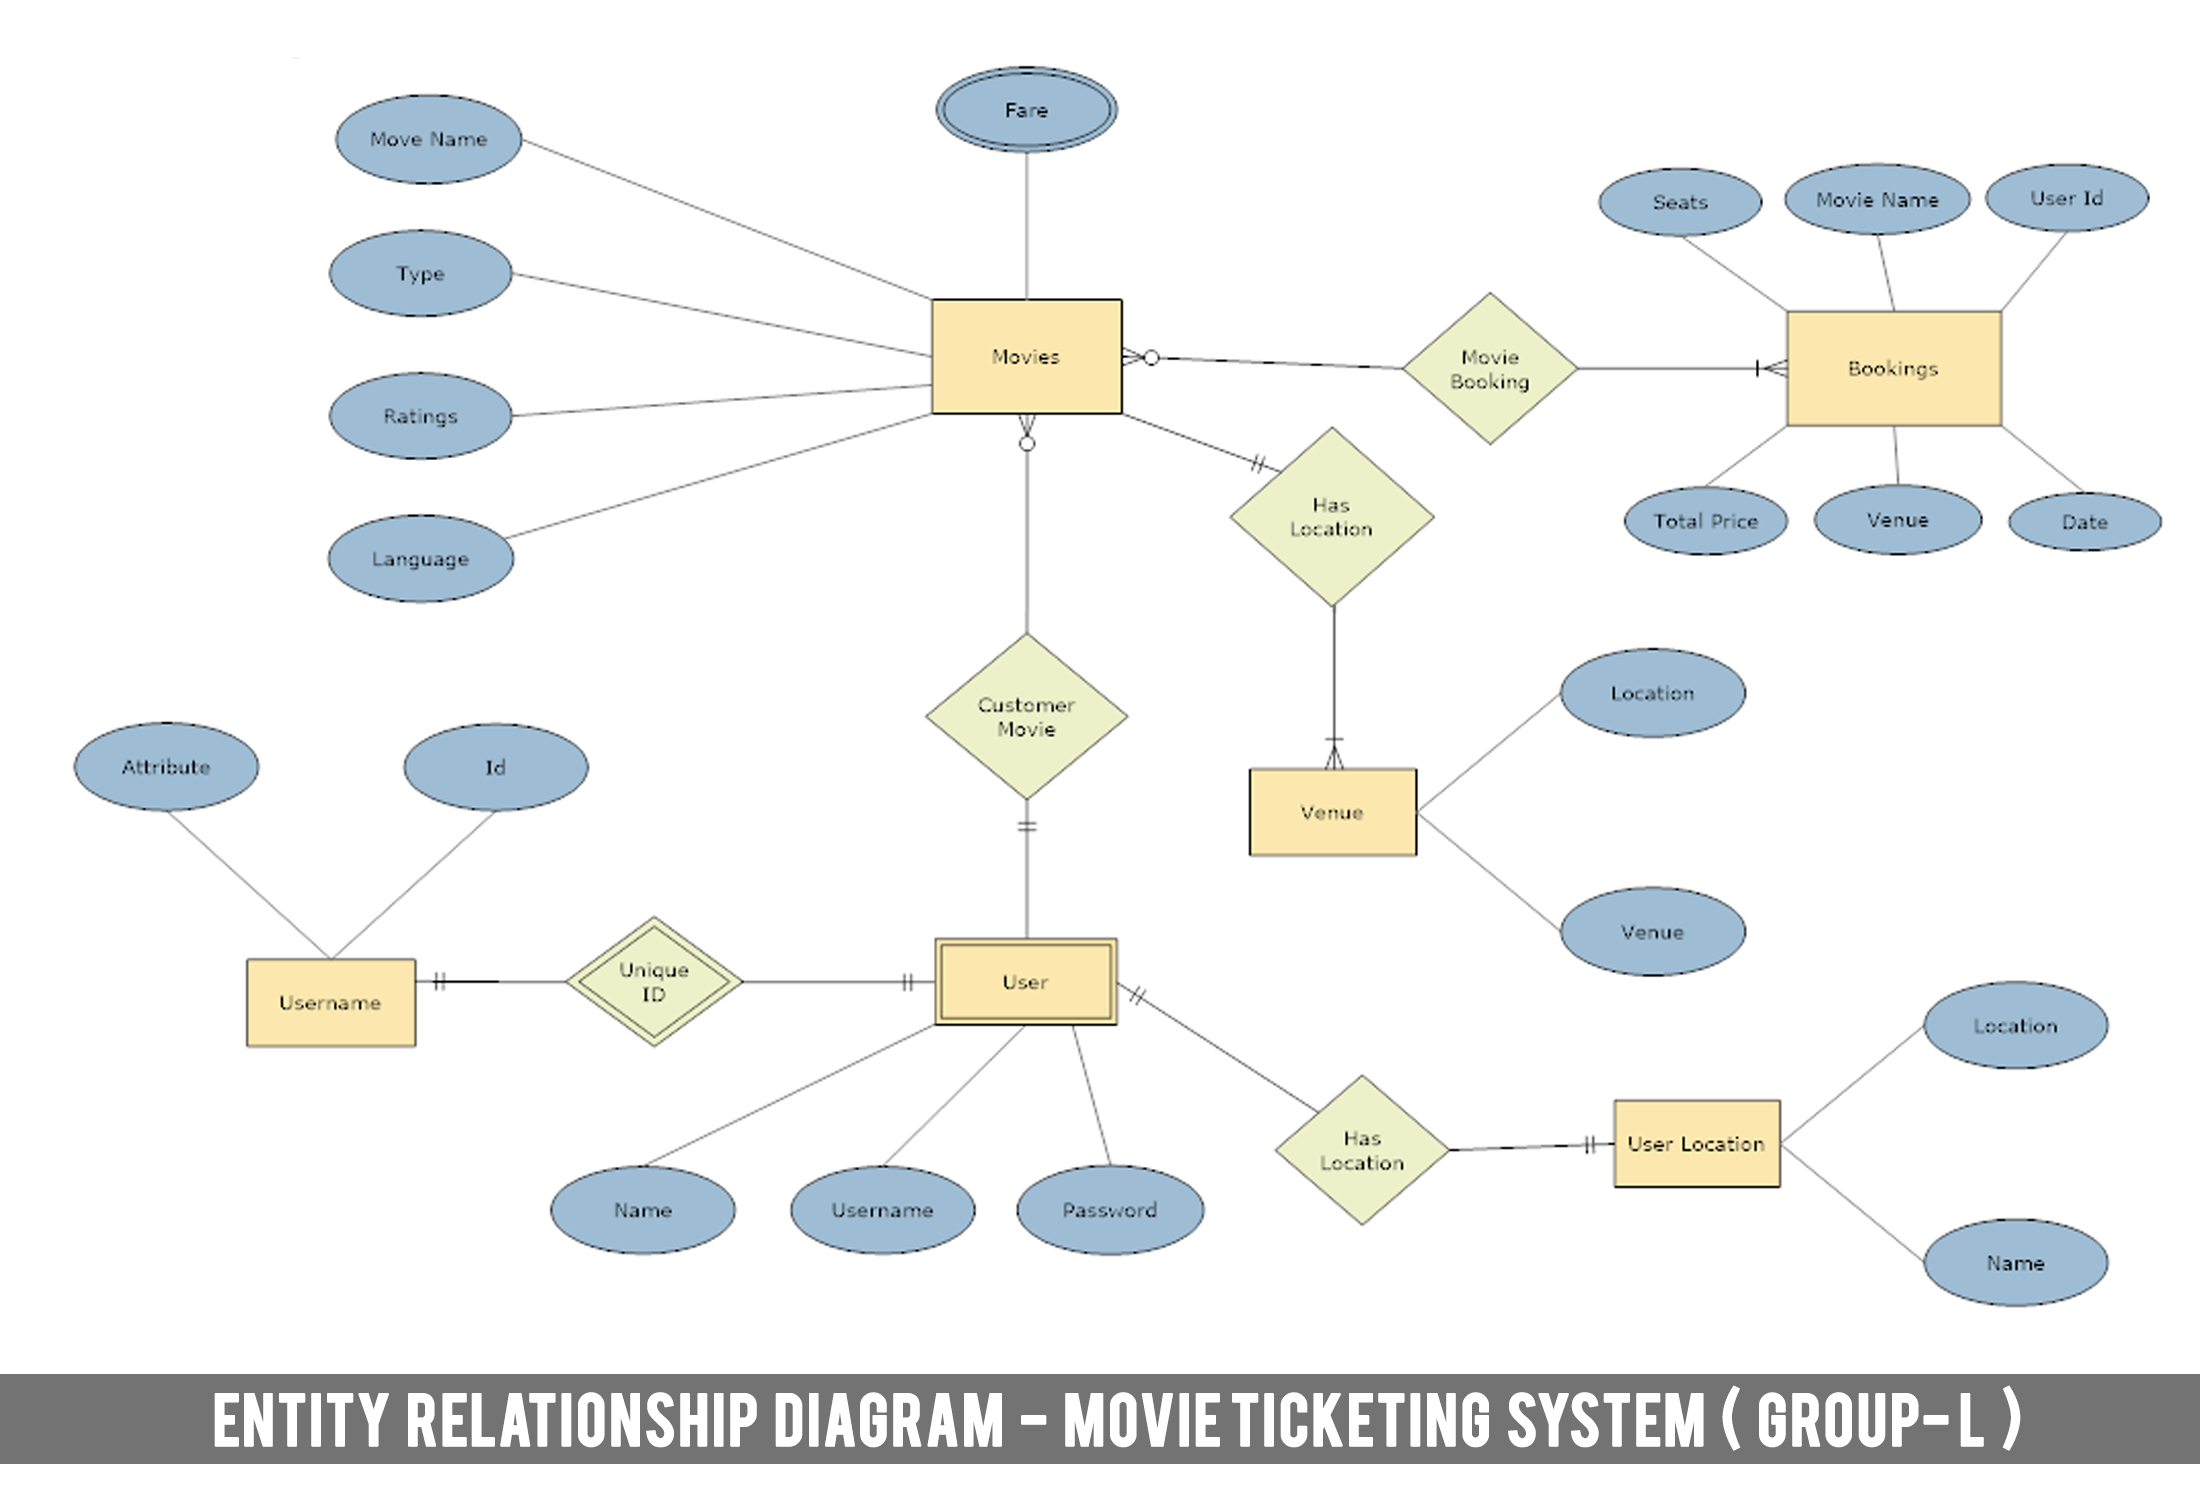 Fare
Move Name
Seats
Movie Name
User Id
Type
Movies
Movie
Booking
Bookings
Ratings
Has
Location
Total Price
Venue
Date
Language
Customer
Movie
Location
Attribute
Id
Venue
Venue
Unique
ID
User
Username
Location
Has
Location
User Location
Name
Username
Password
Name
ENTITY RELATIONSHIP DIAGRAM - MOVIE TICKETING SYSTEM ( GROUP-L )